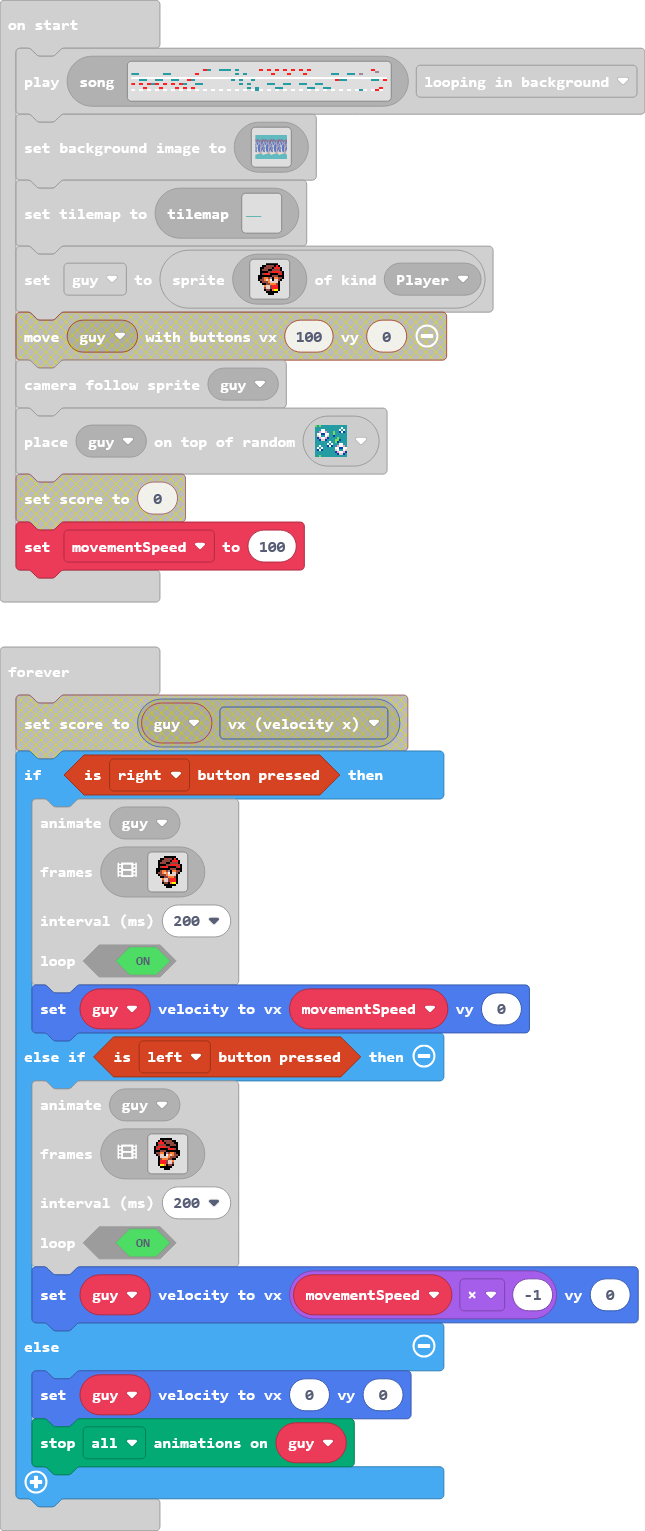 on start
play song looping in background
set background image to
set tilemap to tilemap
set guy to sprite of kind Player
move guy with buttons vx 100 vy 0
camera follow sprite guy
place guy on top of random
set score to 0
set movementSpeed to 100
forever
set score to guy vx (velocity x)
if is right button pressed then
animate guy
frames
interval (ms) 200
loop ON
set guy velocity to vx movementSpeed vy 0
else if is left button pressed then
animate guy
frames
interval (ms) 200
loop ON
set guy velocity to vx movementSpeed × -1 vy 0
else
set guy velocity to vx 0 vy 0
stop all animations on guy